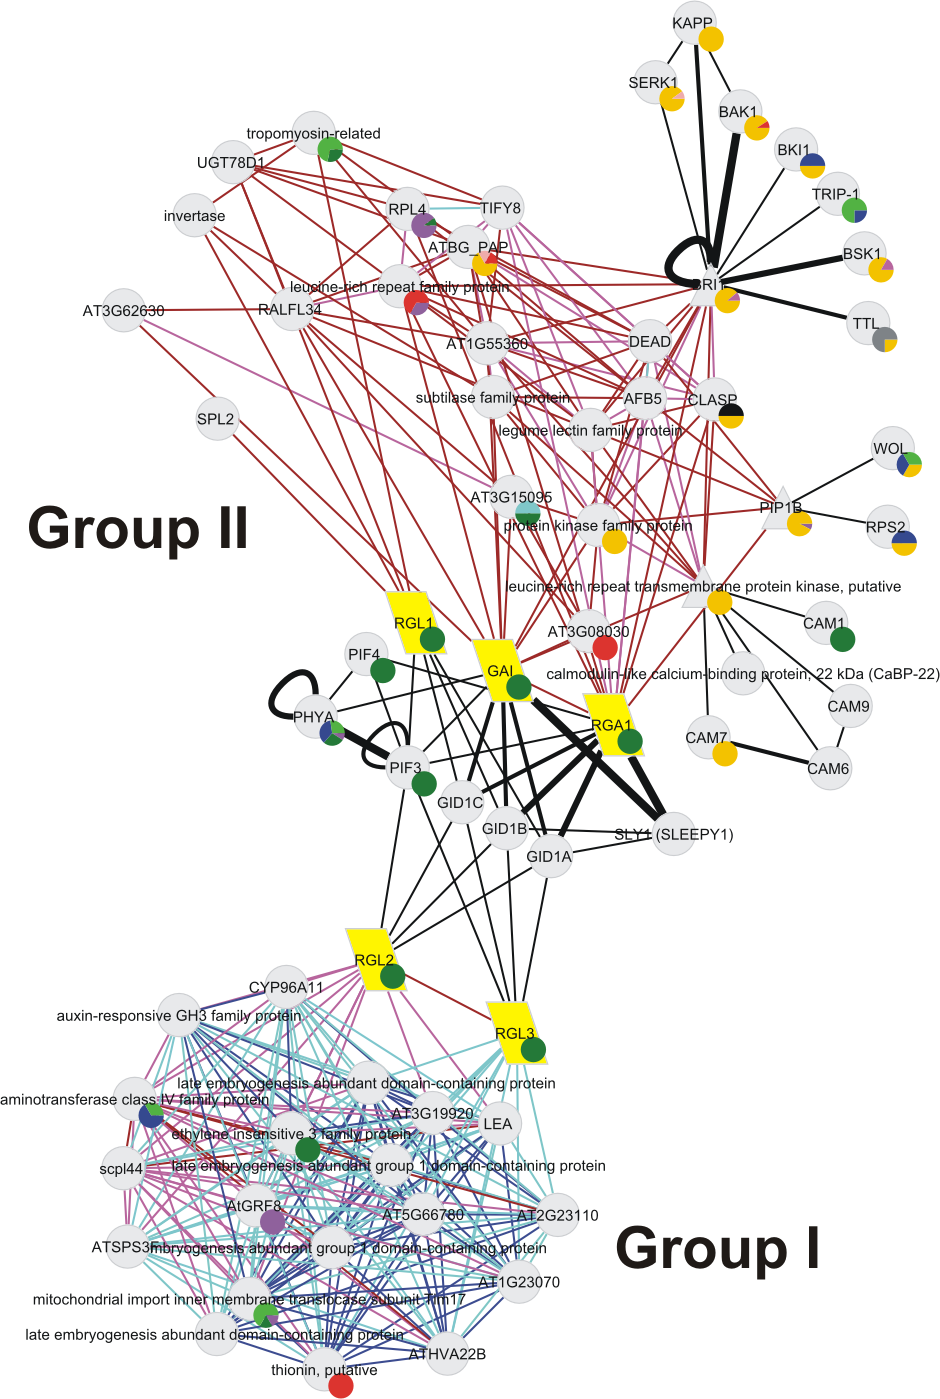 KAPP
SERK1
BAK1
tropomyosin-related
BKI1
UGT78D1
TRIP-1
RPL4
TIFY8
invertase
ATBG_PAP
BSK1
leucine-rich repeat family protein
BRI1
AT3G62630
RALFL34
TTL
AT1G55360
DEAD
subtilase family protein
AFB5
CLASP
SPL2
legume lectin family protein
WOL
AT3G15095
PIP1B
Group II
protein kinase family protein
RPS2
leucine-rich repeat transmembrane protein kinase, putative
RGL1
AT3G08030
CAM1
PIF4
GAI
calmodulin-like calcium-binding protein, 22 kDa (CaBP-22)
PHYA
RGA1
CAM9
CAM7
PIF3
CAM6
GID1C
GID1B
SLY1 (SLEEPY1)
GID1A
RGL2
CYP96A11
auxin-responsive GH3 family protein
RGL3
late embryogenesis abundant domain-containing protein
aminotransferase class IV family protein
AT3G19920
LEA
ethylene insensitive 3 family protein
scpl44
late embryogenesis abundant group 1 domain-containing protein
AtGRF8
AT5G66780
AT2G23110
ATSPS3F
embryogenesis abundant group 1 domain-containing protein
Group I
AT1G23070
mitochondrial import inner membrane translocase subunit Tim17
late embryogenesis abundant domain-containing protein
ATHVA22B
thionin, putative